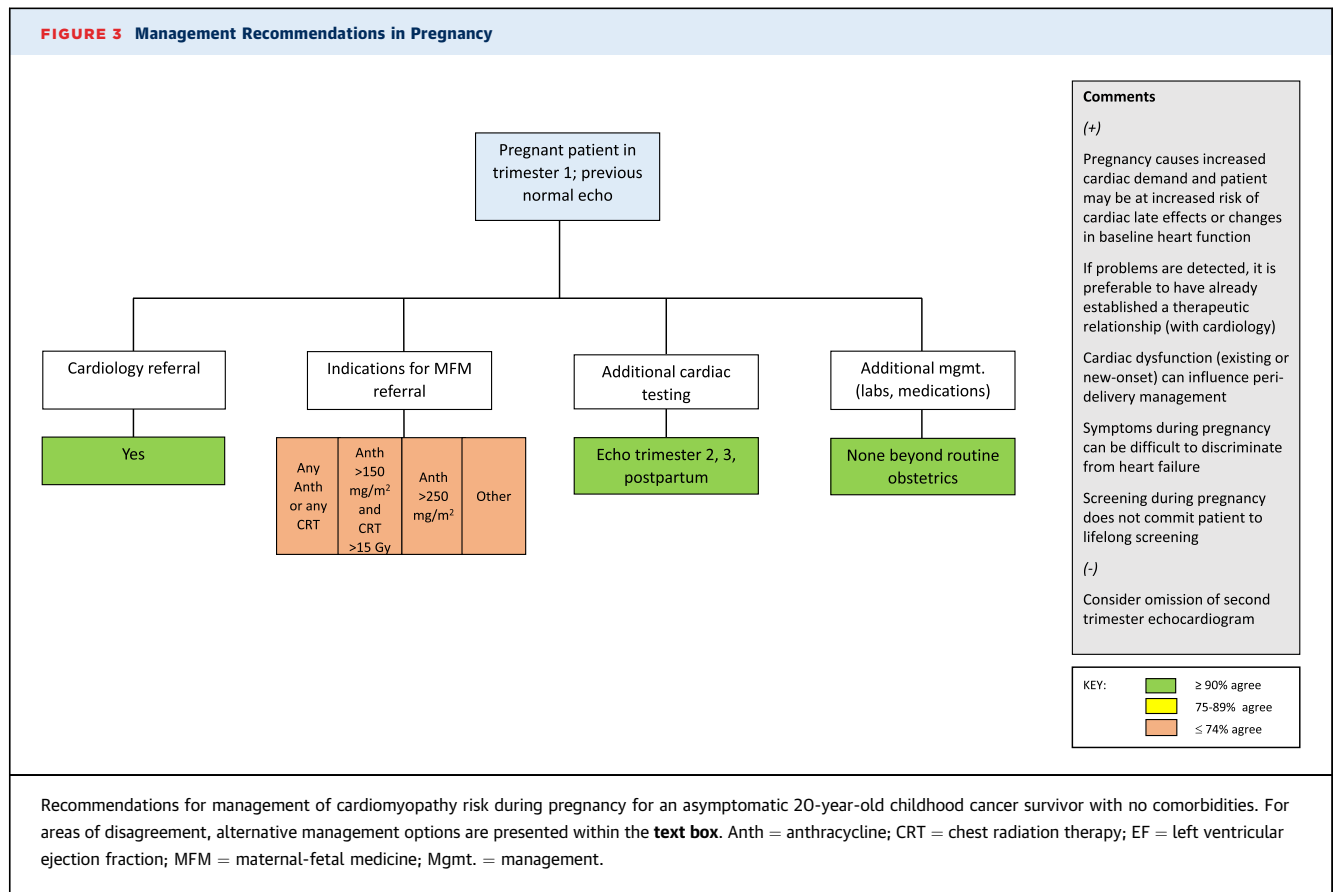 FIGURE 3 Management Recommendations in Pregnancy
Pregnant patient in
trimester 1; previous
normal echo
Cardiology referral
Yes
Indications for MFM
referral
Any
Anth
or any
CRT
Anth
>150
mg/m²
and
CRT
>15 Gy
Anth
>250
mg/m²
Other
Additional cardiac
testing
Echo trimester 2, 3,
postpartum
Additional mgmt.
(labs, medications)
None beyond routine
obstetrics
Comments
(+)
Pregnancy causes increased
cardiac demand and patient
may be at increased risk of
cardiac late effects or changes
in baseline heart function
If problems are detected, it is
preferable to have already
established a therapeutic
relationship (with cardiology)
Cardiac dysfunction (existing or
new-onset) can influence peri-
delivery management
Symptoms during pregnancy
can be difficult to discriminate
from heart failure
Screening during pregnancy
does not commit patient to
lifelong screening
(-)
Consider omission of second
trimester echocardiogram
KEY:
≥ 90% agree
75-89% agree
≤ 74% agree
Recommendations for management of cardiomyopathy risk during pregnancy for an asymptomatic 20-year-old childhood cancer survivor with no comorbidities. For
areas of disagreement, alternative management options are presented within the text box. Anth = anthracycline; CRT = chest radiation therapy; EF = left ventricular
ejection fraction; MFM = maternal-fetal medicine; Mgmt. = management.